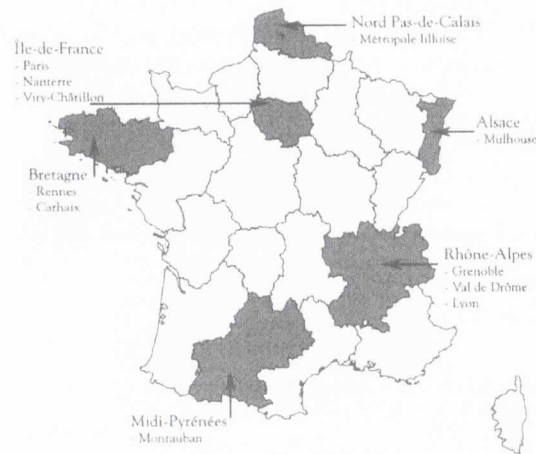 Nord Pas-de-Calais
- Métropole lilloise
Île-de-France
- Paris
- Nanterre
- Viry-Châtillon
Alsace
- Mulhouse
Bretagne
- Rennes
- Carhaix
Rhône-Alpes
- Grenoble
- Val de Drôme
- Lyon
Midi-Pyrénées
- Montauban